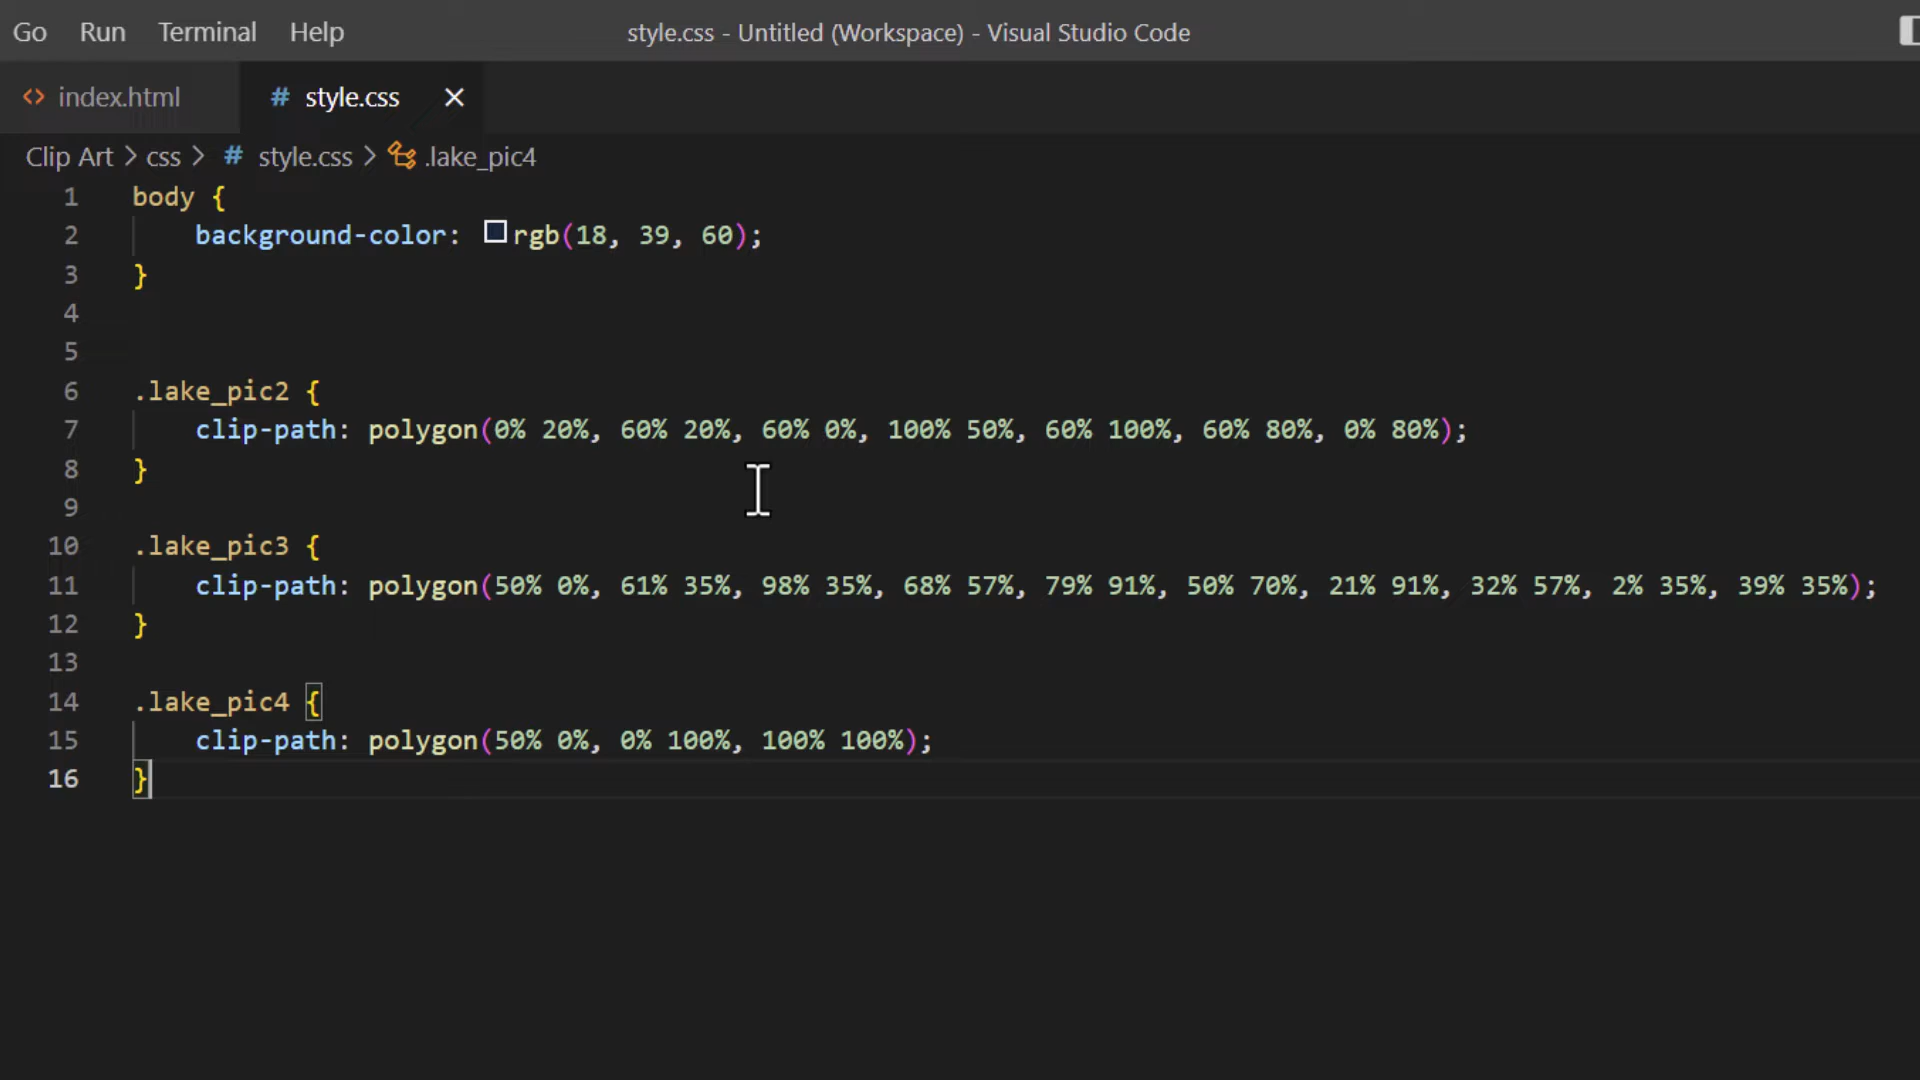 Go Run Terminal Help style.css - Untitled (Workspace) - Visual Studio Code
<> index.html # style.css ×
Clip Art > css > # style.css > .lake_pic4
1 body {
2 background-color: rgb(18, 39, 60);
3 }
4
5
6 .lake_pic2 {
7 clip-path: polygon(0% 20%, 60% 20%, 60% 0%, 100% 50%, 60% 100%, 60% 80%, 0% 80%);
8 }
9
10 .lake_pic3 {
11 clip-path: polygon(50% 0%, 61% 35%, 98% 35%, 68% 57%, 79% 91%, 50% 70%, 21% 91%, 32% 57%, 2% 35%, 39% 35%);
12 }
13
14 .lake_pic4 {
15 clip-path: polygon(50% 0%, 0% 100%, 100% 100%);
16 }